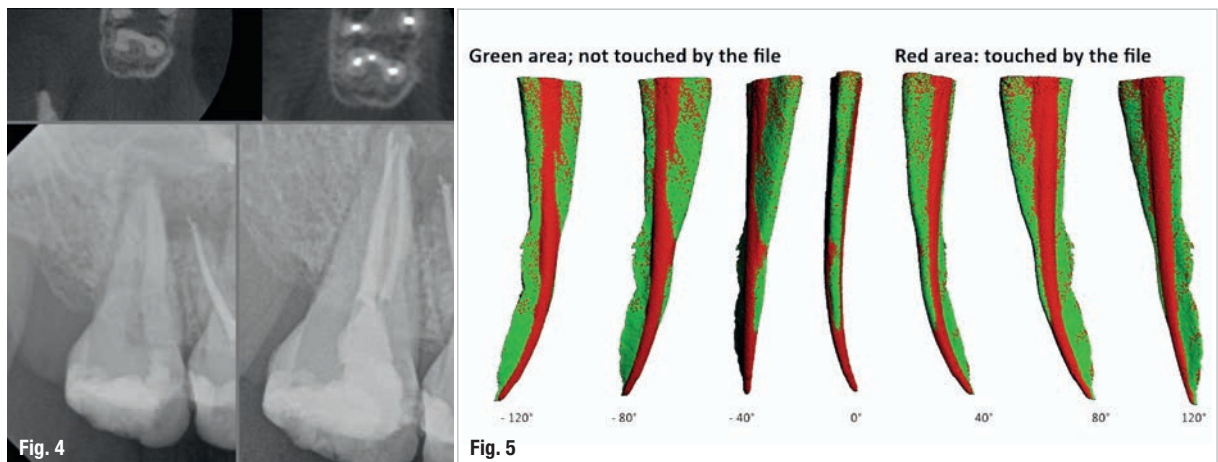 Fig. 4
Green area; not touched by the file
Red area: touched by the file
- 120°
- 80°
- 40°
0°
40°
80°
120°
Fig. 5